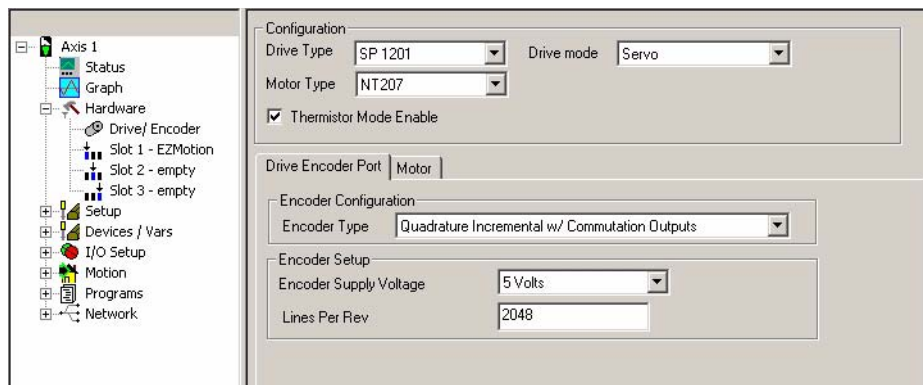 Axis 1
Status
Graph
Hardware
Drive/ Encoder
Slot 1 - EZMotion
Slot 2 - empty
Slot 3 - empty
Setup
Devices / Vars
I/O Setup
Motion
Programs
Network
Configuration
Drive Type SP 1201 Drive mode Servo
Motor Type NT207
Thermistor Mode Enable
Drive Encoder Port Motor
Encoder Configuration
Encoder Type Quadrature Incremental w/ Commutation Outputs
Encoder Setup
Encoder Supply Voltage 5 Volts
Lines Per Rev 2048